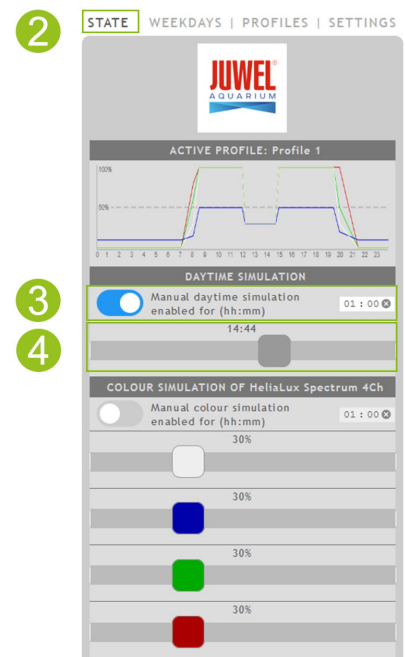 2
STATE WEEKDAYS | PROFILES | SETTINGS
JUWEL®
AQUARIUM
ACTIVE PROFILE: Profile 1
100%
50%
0 1 2 3 4 5 6 7 8 9 10 11 12 13 14 15 16 17 18 19 20 21 22 23
DAYTIME SIMULATION
3
Manual daytime simulation
enabled for (hh:mm)
01 : 00
4
14:44
COLOUR SIMULATION OF HeliaLux Spectrum 4Ch
Manual colour simulation
enabled for (hh:mm)
01 : 00
30%
30%
30%
30%